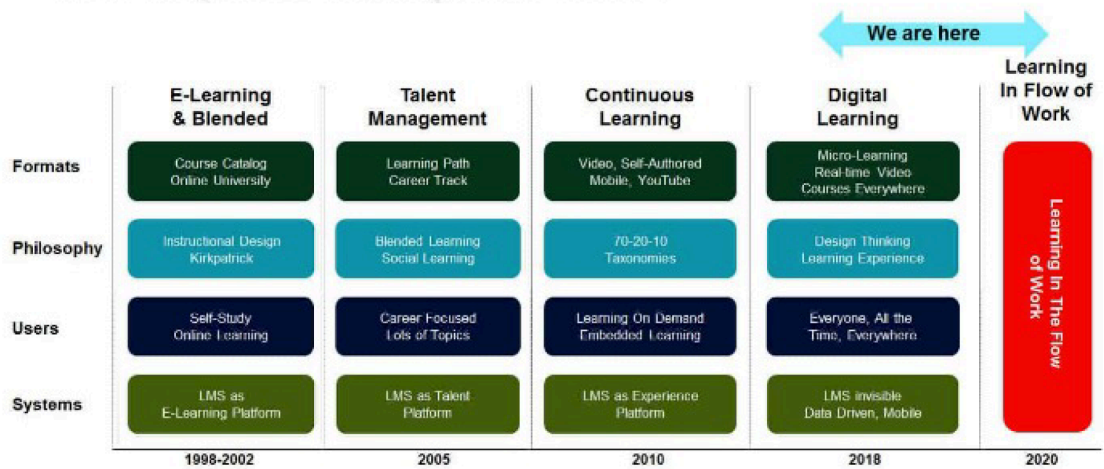 We are here
E-Learning
& Blended
Talent
Management
Continuous
Learning
Digital
Learning
Learning
In Flow of
Work
Formats
Course Catalog
Online University
Learning Path
Career Track
Video, Self-Authored
Mobile, YouTube
Micro-Learning
Real-time Video
Courses Everywhere
Philosophy
Instructional Design
Kirkpatrick
Blended Learning
Social Learning
70-20-10
Taxonomies
Design Thinking
Learning Experience
Users
Self-Study
Online Learning
Career Focused
Lots of Topics
Learning On Demand
Embedded Learning
Everyone, All the
Time, Everywhere
Systems
LMS as
E-Learning Platform
LMS as Talent
Platform
LMS as Experience
Platform
LMS invisible
Data Driven, Mobile
Learning In The Flow
of Work
1998-2002
2005
2010
2018
2020